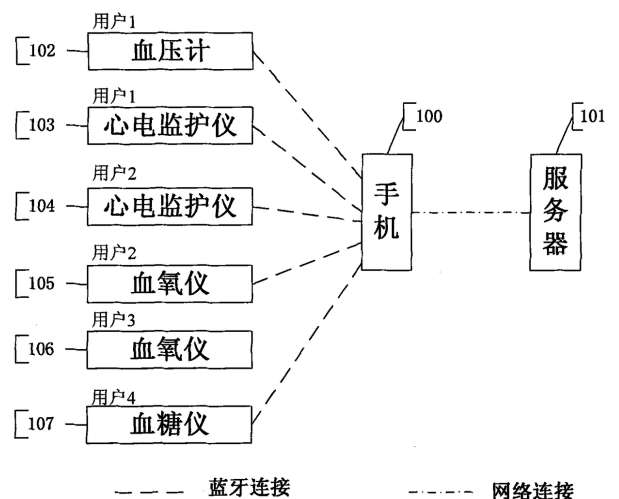 用户1
102
血压计
用户1
103
心电监护仪
100
101
用户2
104
心电监护仪
手机
服务器
用户2
105
血氧仪
用户3
106
血氧仪
用户4
107
血糖仪
蓝牙连接
网络连接